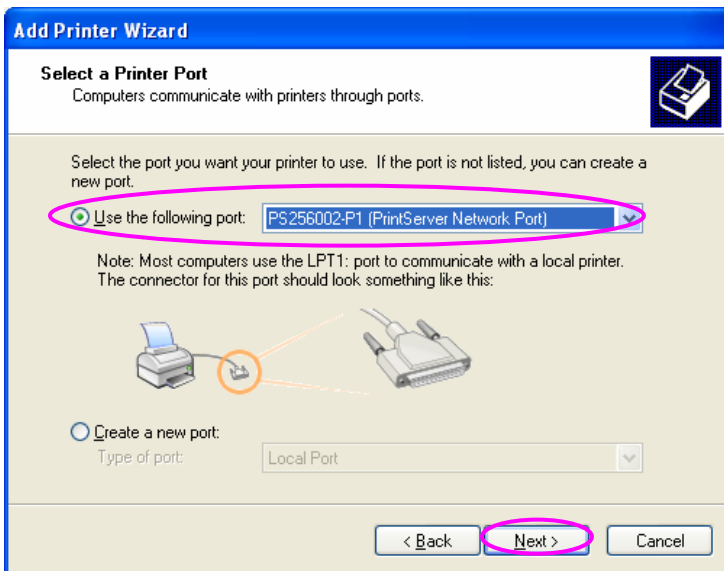 Add Printer Wizard
Select a Printer Port
Computers communicate with printers through ports.
Select the port you want your printer to use. If the port is not listed, you can create a
new port.
Use the following port: PS256002-P1 (PrintServer Network Port)
Note: Most computers use the LPT1: port to communicate with a local printer.
The connector for this port should look something like this:
Create a new port:
Type of port: Local Port
< Back Next > Cancel